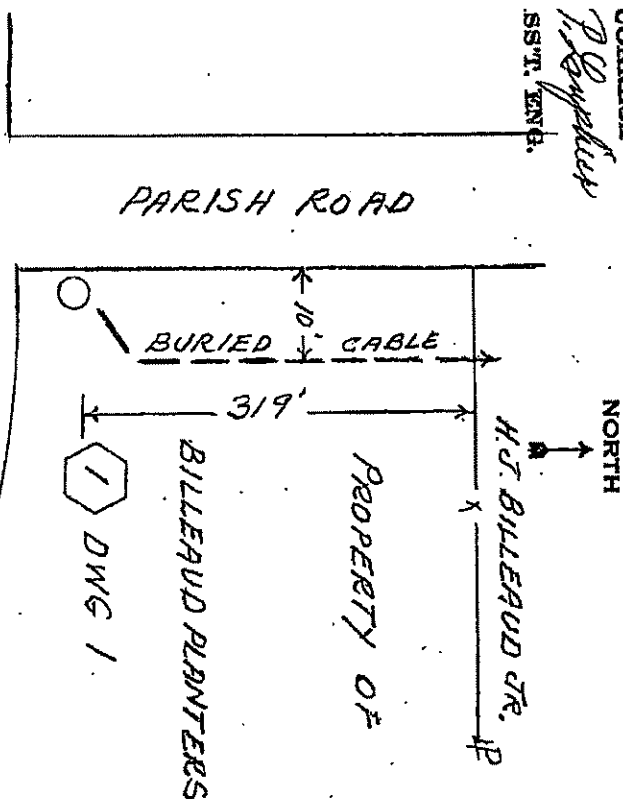 SS'T. ENG.
NORTH
PARISH ROAD
10'
BURIED CABLE
319'
H.J. BILLEAUD JR.
X
PROPERTY OF
BILLEAUD PLANTERS
1 DWG 1